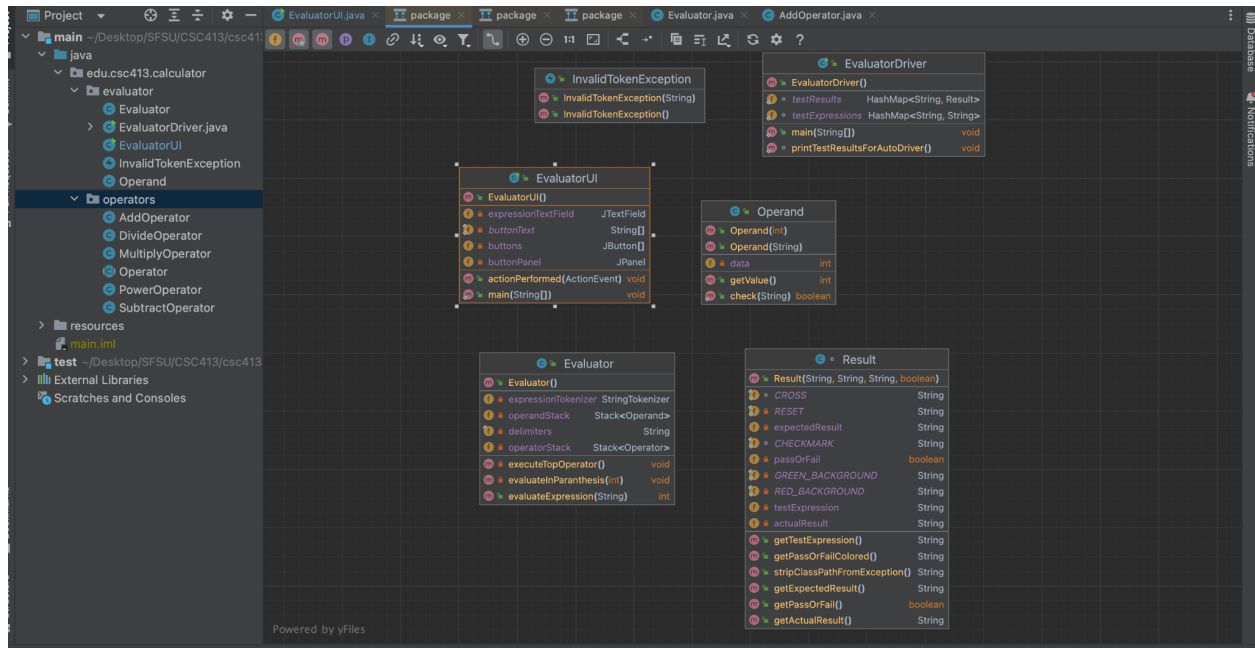 Project
EvaluatorUI.java
package
package
package
Evaluator.java
AddOperator.java
main ~/Desktop/SFSU/CSC413/csc413
java
edu.csc413.calculator
evaluator
Evaluator
EvaluatorDriver.java
EvaluatorUI
InvalidTokenException
Operand
operators
AddOperator
DivideOperator
MultiplyOperator
Operator
PowerOperator
SubtractOperator
resources
main.iml
test ~/Desktop/SFSU/CSC413/csc413
External Libraries
Scratches and Consoles
1:1
InvalidTokenException
InvalidTokenException(String)
InvalidTokenException()
EvaluatorDriver
EvaluatorDriver()
testResults HashMap<String, Result>
testExpressions HashMap<String, String>
main(String[]) void
printTestResultsForAutoDriver() void
EvaluatorUI
EvaluatorUI()
expressionTextField JTextField
buttonText String[]
buttons JButton[]
buttonPanel JPanel
actionPerformed(ActionEvent) void
main(String[]) void
Operand
Operand(int)
Operand(String)
data int
getValue() int
check(String) boolean
Evaluator
Evaluator()
expressionTokenizer StringTokenizer
operandStack Stack<Operand>
delimiters String
operatorStack Stack<Operator>
executeTopOperator() void
evaluateInParanthesis(int) void
evaluateExpression(String) int
Result
Result(String, String, String, boolean)
CROSS String
RESET String
expectedResult String
CHECKMARK String
passOrFail boolean
GREEN_BACKGROUND String
RED_BACKGROUND String
testExpression String
actualResult String
getTestExpression() String
getPassOrFailColored() String
stripClassPathFromException() String
getExpectedResult() String
getPassOrFail() boolean
getActualResult() String
Powered by yFiles
Database
Notifications